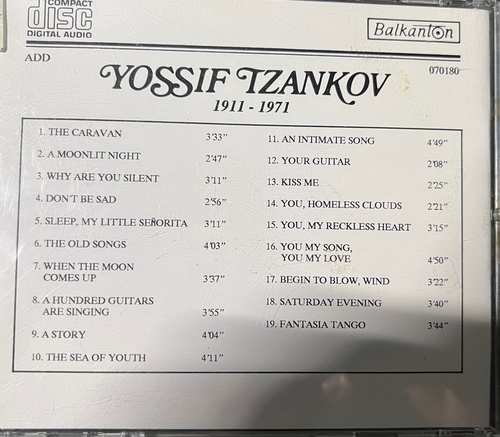 COMPACT
disc
DIGITAL AUDIO
Balkanton
ADD
070180
YOSSIF TZANKOV
1911 - 1971
1. THE CARAVAN 3'33"
2. A MOONLIT NIGHT 2'47"
3. WHY ARE YOU SILENT 3'11"
4. DON'T BE SAD 2'56"
5. SLEEP, MY LITTLE SEÑORITA 3'11"
6. THE OLD SONGS 4'03"
7. WHEN THE MOON
COMES UP 3'37"
8. A HUNDRED GUITARS
ARE SINGING 3'55"
9. A STORY 4'04"
10. THE SEA OF YOUTH 4'11"
11. AN INTIMATE SONG 4'49"
12. YOUR GUITAR 2'08"
13. KISS ME 2'25"
14. YOU, HOMELESS CLOUDS 2'21"
15. YOU, MY RECKLESS HEART 3'15"
16. YOU MY SONG,
YOU MY LOVE 4'50"
17. BEGIN TO BLOW, WIND 3'22"
18. SATURDAY EVENING 3'40"
19. FANTASIA TANGO 3'44"